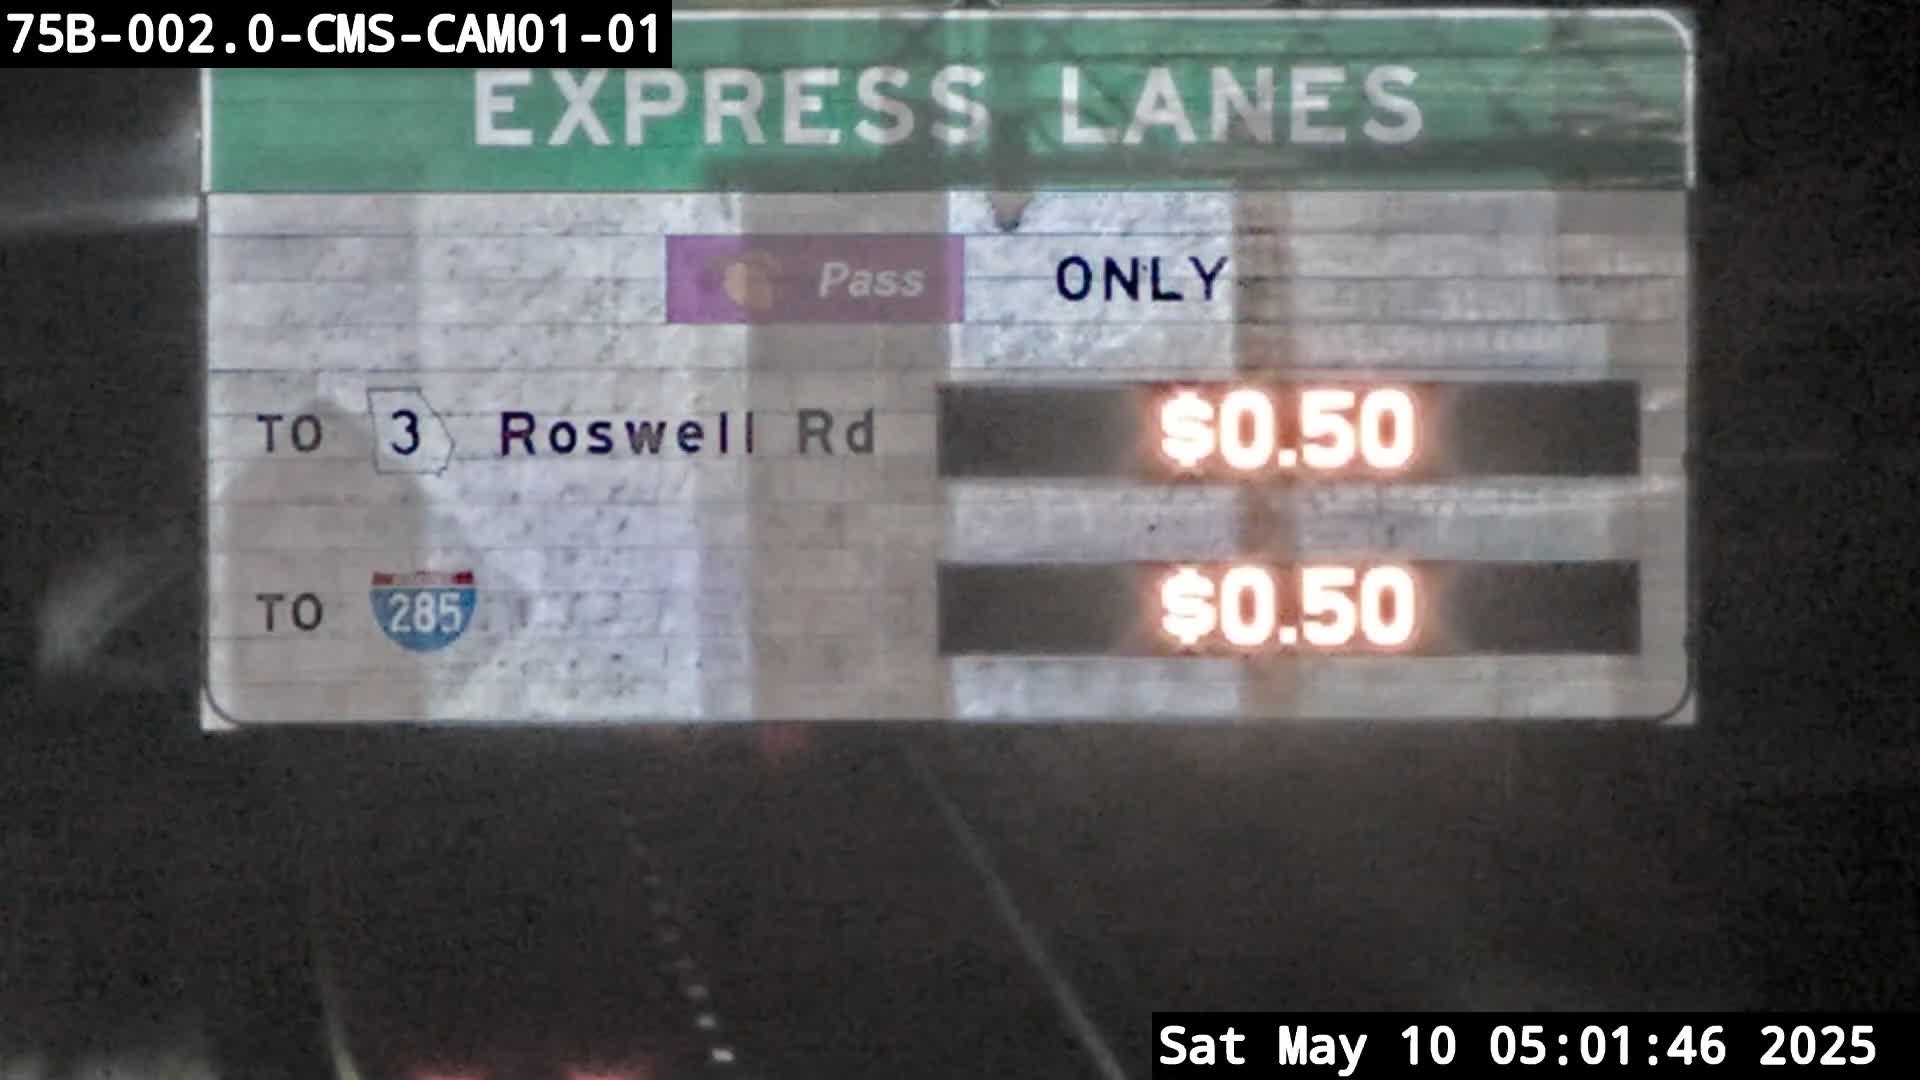 75B-002.0-CMS-CAM01-01
EXPRESS LANES
Pass ONLY
TO 3 Roswell Rd $0.50
TO 285 $0.50
Sat May 10 05:01:46 2025